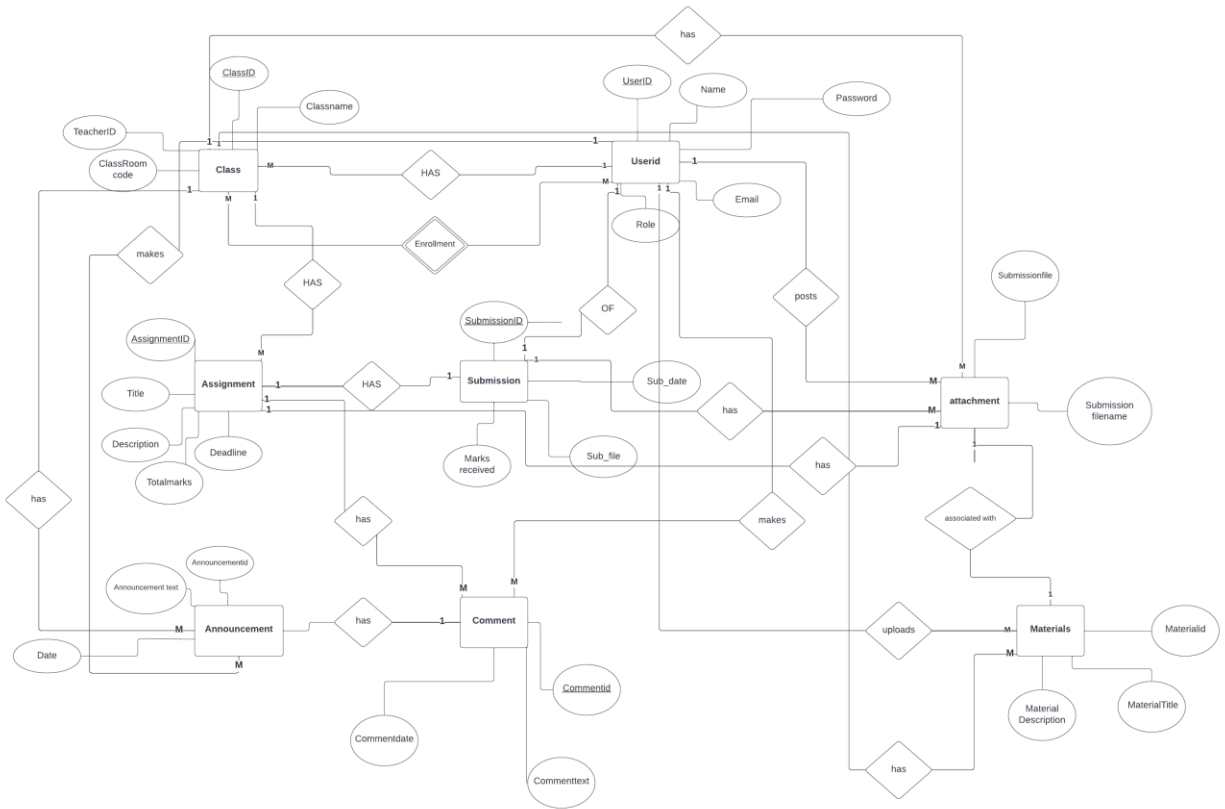 has
ClassID
UserID
Name
Password
Classname
TeacherID
1
1
1
Class
M
HAS
1
Userid
1
ClassRoom
code
1
M
1
M
1
1
1
Email
Role
Enrollment
makes
HAS
posts
Submissionfile
OF
SubmissionID
AssignmentID
M
1
1
M
Assignment
1
HAS
1
Submission
Sub_date
M
attachment
Title
1
1
has
M
1
Submission
filename
Description
Deadline
Totalmarks
Marks
received
Sub_file
has
1
has
has
makes
associated with
Announcementid
Announcement text
M
M
1
M
Announcement
has
1
Comment
uploads
M
Materials
Materialid
Date
M
M
Commentid
Material
Description
MaterialTitle
Commentdate
Commenttext
has